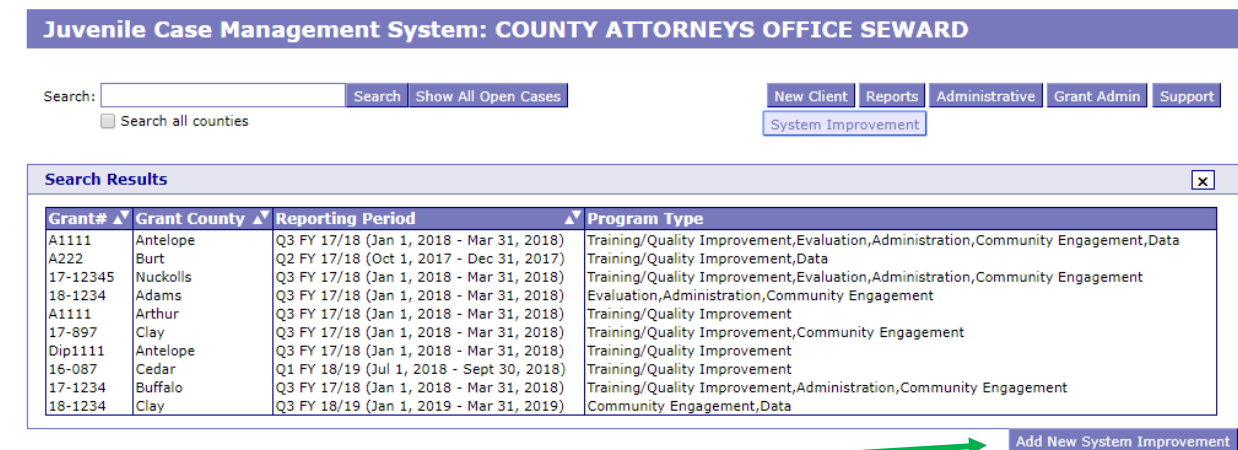 Juvenile Case Management System: COUNTY ATTORNEYS OFFICE SEWARD
Search: Search Show All Open Cases New Client Reports Administrative Grant Admin Support
Search all counties System Improvement
Search Results x
Grant# ▲▼ Grant County ▲▼ Reporting Period ▲▼ Program Type
A1111 Antelope Q3 FY 17/18 (Jan 1, 2018 - Mar 31, 2018) Training/Quality Improvement,Evaluation,Administration,Community Engagement,Data
A222 Burt Q2 FY 17/18 (Oct 1, 2017 - Dec 31, 2017) Training/Quality Improvement,Data
17-12345 Nuckolls Q3 FY 17/18 (Jan 1, 2018 - Mar 31, 2018) Training/Quality Improvement,Evaluation,Administration,Community Engagement
18-1234 Adams Q3 FY 17/18 (Jan 1, 2018 - Mar 31, 2018) Evaluation,Administration,Community Engagement
A1111 Arthur Q3 FY 17/18 (Jan 1, 2018 - Mar 31, 2018) Training/Quality Improvement
17-897 Clay Q3 FY 17/18 (Jan 1, 2018 - Mar 31, 2018) Training/Quality Improvement,Community Engagement
Dip1111 Antelope Q3 FY 17/18 (Jan 1, 2018 - Mar 31, 2018) Training/Quality Improvement
16-087 Cedar Q1 FY 18/19 (Jul 1, 2018 - Sept 30, 2018) Training/Quality Improvement
17-1234 Buffalo Q3 FY 17/18 (Jan 1, 2018 - Mar 31, 2018) Training/Quality Improvement,Administration,Community Engagement
18-1234 Clay Q3 FY 18/19 (Jan 1, 2019 - Mar 31, 2019) Community Engagement,Data
Add New System Improvement